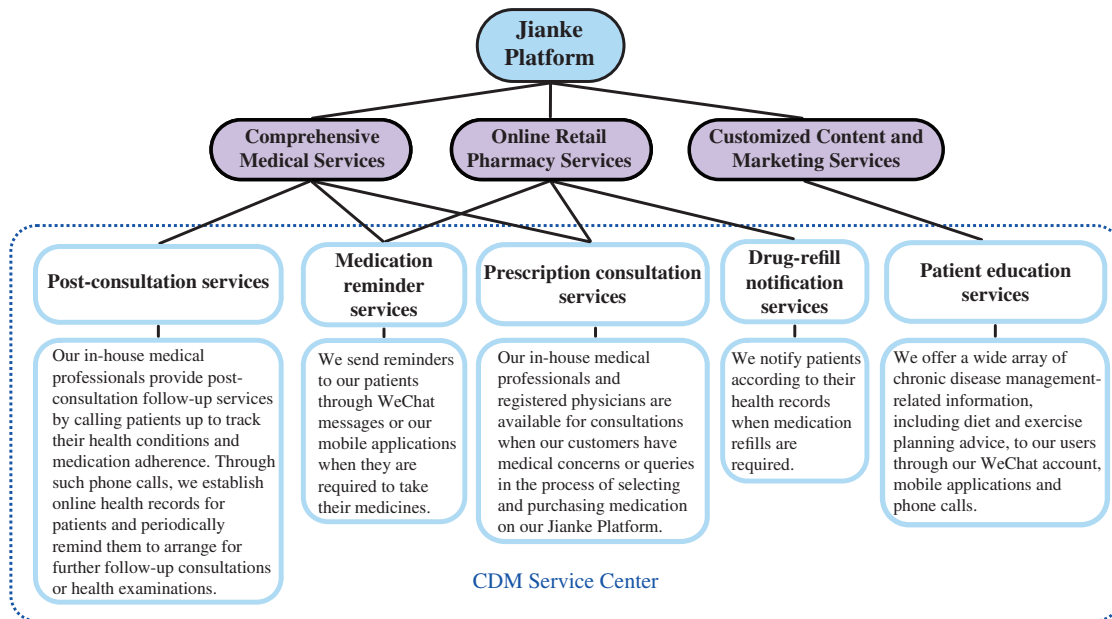 Jianke
Platform
Comprehensive
Medical Services
Online Retail
Pharmacy Services
Customized Content and
Marketing Services
Post-consultation services
Medication
reminder
services
Prescription consultation
services
Drug-refill
notification
services
Patient education
services
Our in-house medical
professionals provide post-
consultation follow-up services
by calling patients up to track
their health conditions and
medication adherence. Through
such phone calls, we establish
online health records for
patients and periodically
remind them to arrange for
further follow-up consultations
or health examinations.
We send reminders
to our patients
through WeChat
messages or our
mobile applications
when they are
required to take
their medicines.
Our in-house medical
professionals and
registered physicians are
available for consultations
when our customers have
medical concerns or queries
in the process of selecting
and purchasing medication
on our Jianke Platform.
We notify patients
according to their
health records
when medication
refills are
required.
We offer a wide array of
chronic disease management-
related information,
including diet and exercise
planning advice, to our users
through our WeChat account,
mobile applications and
phone calls.
CDM Service Center